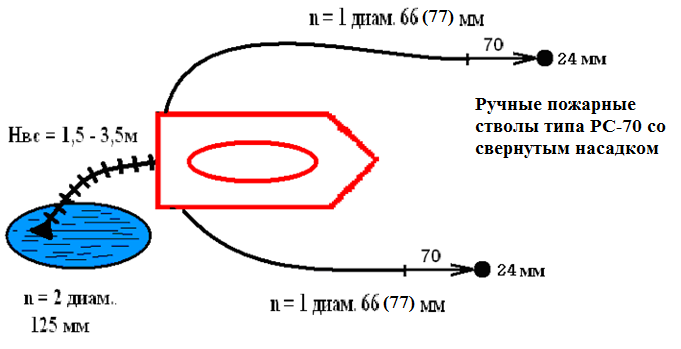 n = 1 диам. 66 (77) мм
70
24 мм
Ручные пожарные
стволы типа РС-70 со
свернутым насадком
Нвс = 1,5 - 3,5м
70
24 мм
n = 2 диам..
125 мм
n = 1 диам. 66 (77) мм